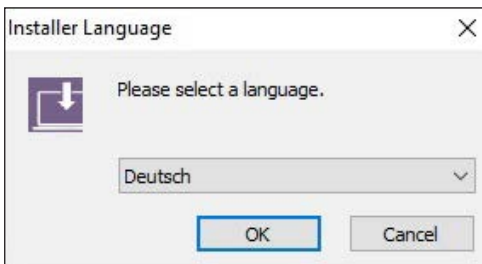 Installer Language
Please select a language.
Deutsch
OK
Cancel